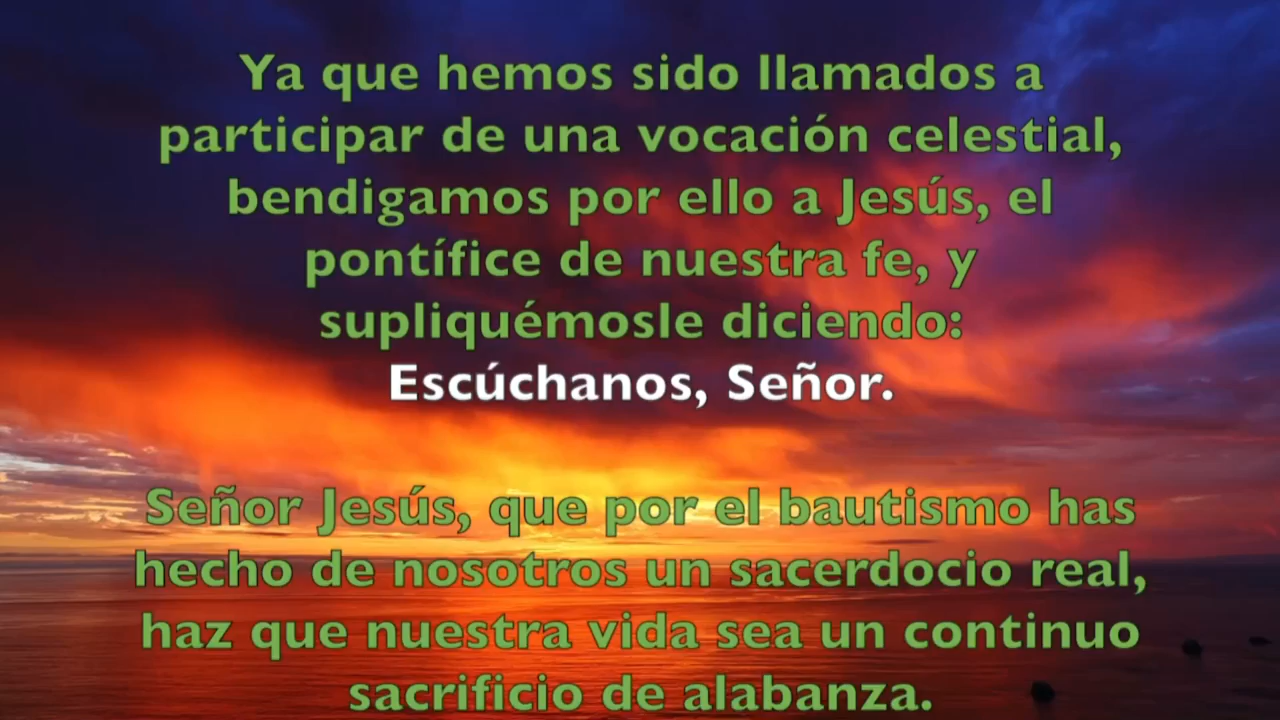 Ya que hemos sido llamados a
participar de una vocación celestial,
bendigamos por ello a Jesús, el
pontífice de nuestra fe, y
supliquémosle diciendo:
Escúchanos, Señor.
Señor Jesús, que por el bautismo has
hecho de nosotros un sacerdocio real,
haz que nuestra vida sea un continuo
sacrificio de alabanza.